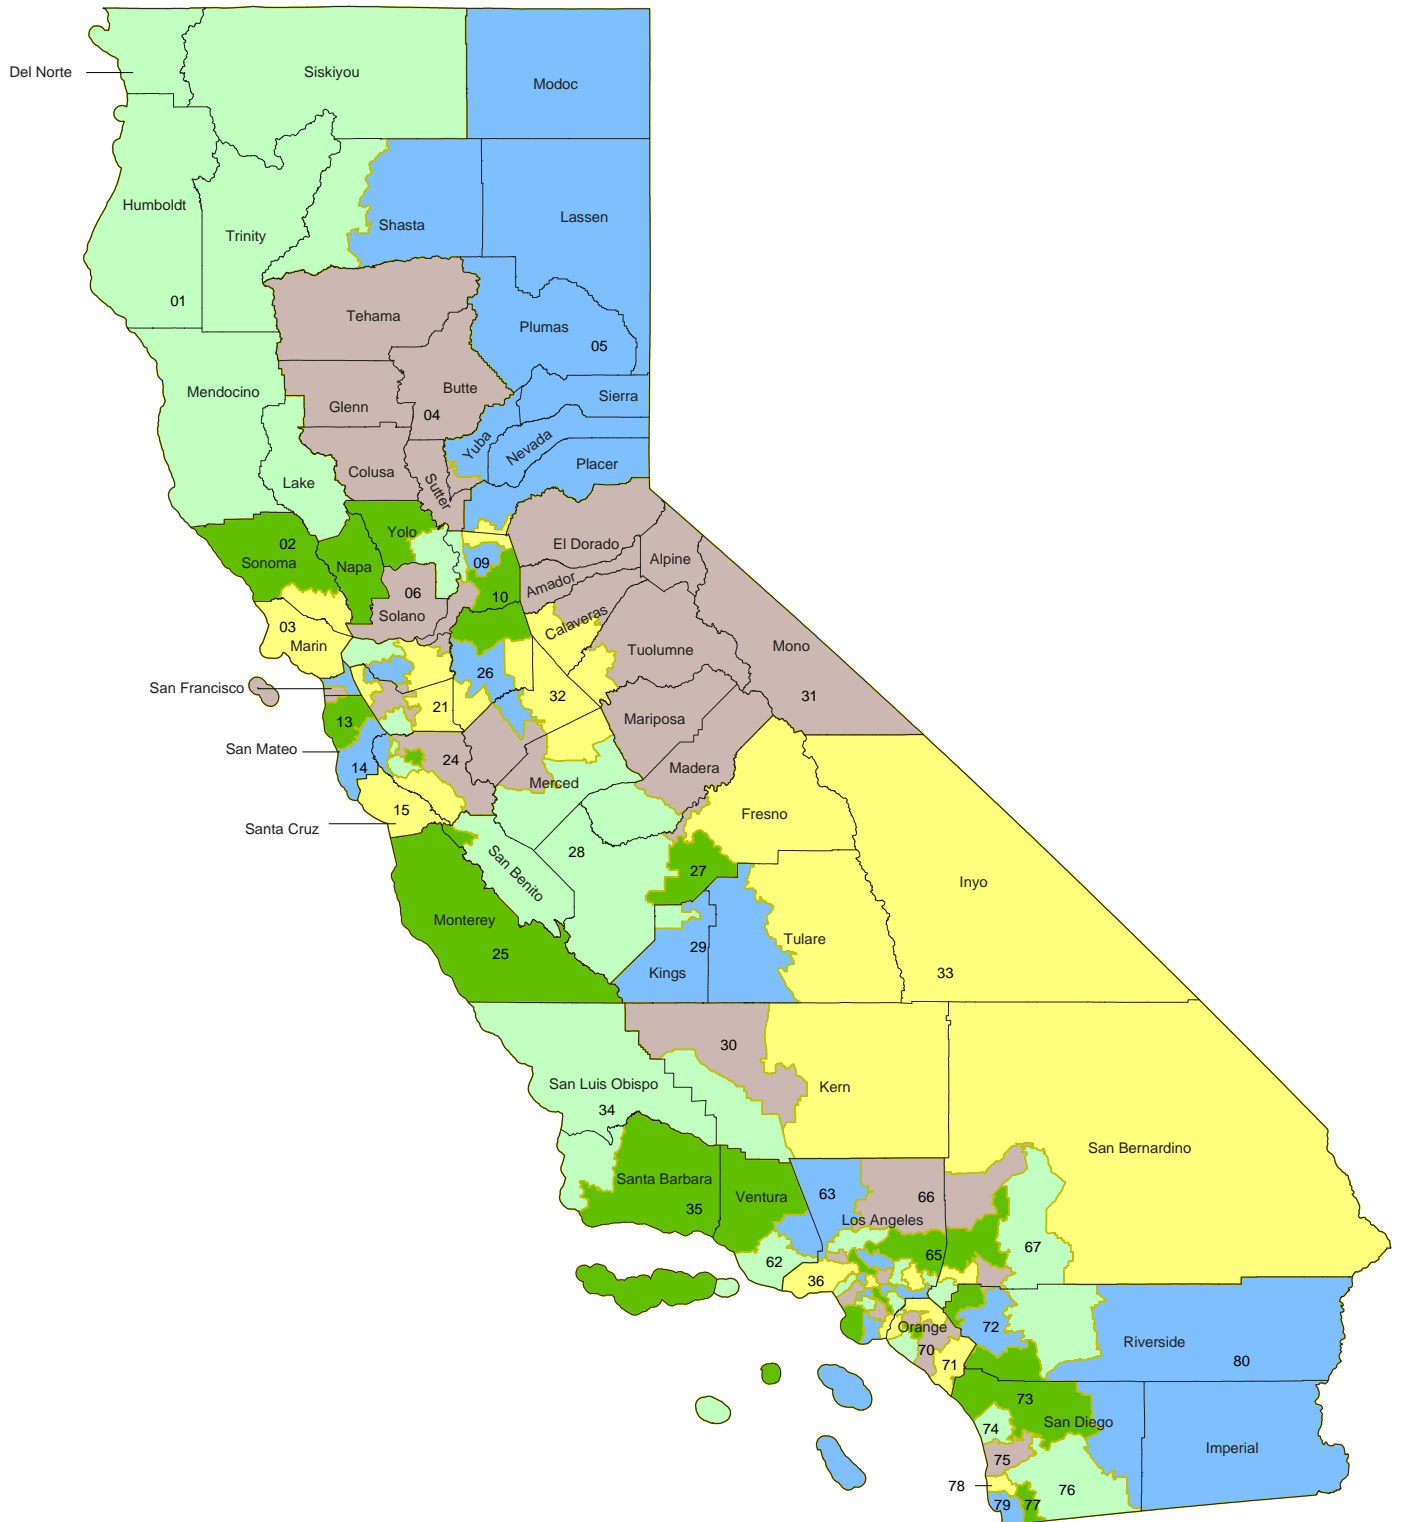 Del Norte
Siskiyou
Modoc
Humboldt
Trinity
Shasta
Lassen
01
Tehama
Plumas
05
Mendocino
Butte
Sierra
Glenn
04
Yuba
Nevada
Placer
Colusa
Lake
Sutter
Yolo
02
Sonoma
Napa
09
El Dorado
Alpine
Amador
06
10
Solano
03
Calaveras
Marin
Tuolumne
Mono
San Francisco
26
31
21
32
13
Mariposa
San Mateo
14
24
Madera
Merced
15
Fresno
Santa Cruz
28
San Benito
27
Inyo
Monterey
Tulare
25
29
Kings
33
30
San Luis Obispo
Kern
34
San Bernardino
Santa Barbara
Ventura
63
66
35
Los Angeles
65
67
62
36
Orange
72
Riverside
70
71
80
73
74
San Diego
75
Imperial
78
76
79
77